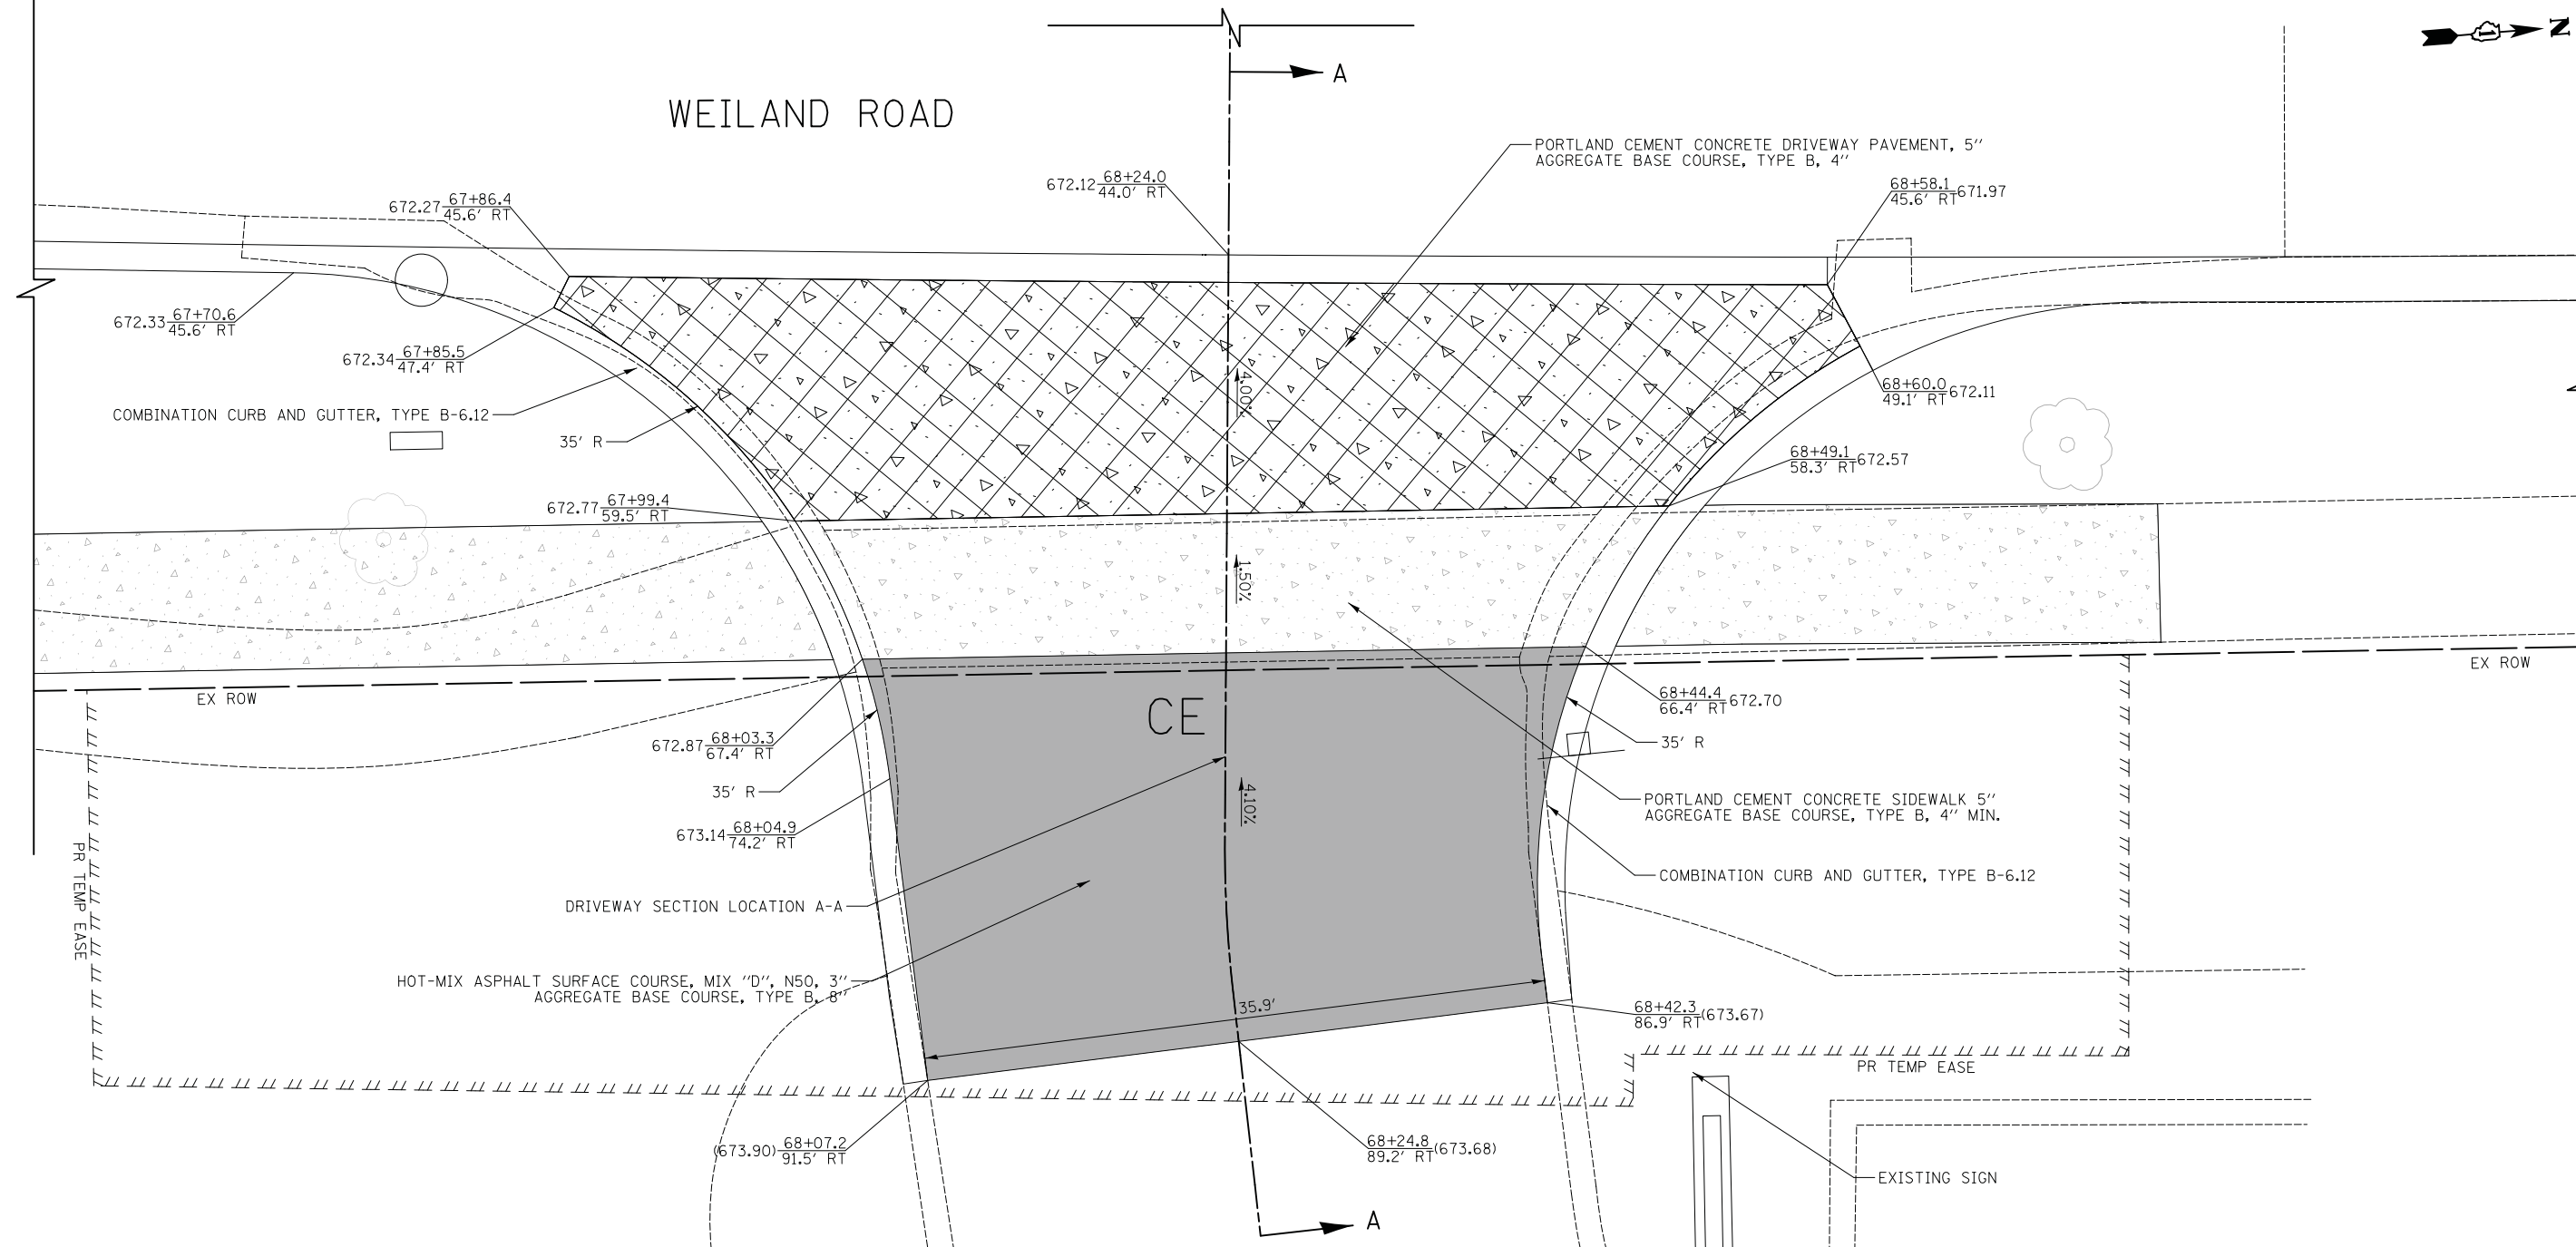 N
A
WEILAND ROAD
PORTLAND CEMENT CONCRETE DRIVEWAY PAVEMENT, 5"
AGGREGATE BASE COURSE, TYPE B, 4"
672.12 68+24.0
44.0' RT
68+58.1
45.6' RT 671.97
672.27 67+86.4
45.6' RT
672.33 67+70.6
45.6' RT
672.34 67+85.5
47.4' RT
4.00%
68+60.0
49.1' RT 672.11
COMBINATION CURB AND GUTTER, TYPE B-6.12
35' R
68+49.1
58.3' RT 672.57
672.77 67+99.4
59.5' RT
1.50%
EX ROW
EX ROW
CE
68+44.4
66.4' RT 672.70
672.87 68+03.3
67.4' RT
35' R
35' R
4.10%
PORTLAND CEMENT CONCRETE SIDEWALK 5"
AGGREGATE BASE COURSE, TYPE B, 4" MIN.
673.14 68+04.9
74.2' RT
PR TEMP EASE
COMBINATION CURB AND GUTTER, TYPE B-6.12
DRIVEWAY SECTION LOCATION A-A
HOT-MIX ASPHALT SURFACE COURSE, MIX "D", N50, 3"
AGGREGATE BASE COURSE, TYPE B, 8"
35.9'
68+42.3
86.9' RT (673.67)
PR TEMP EASE
(673.90) 68+07.2
91.5' RT
68+24.8
89.2' RT (673.68)
EXISTING SIGN
A